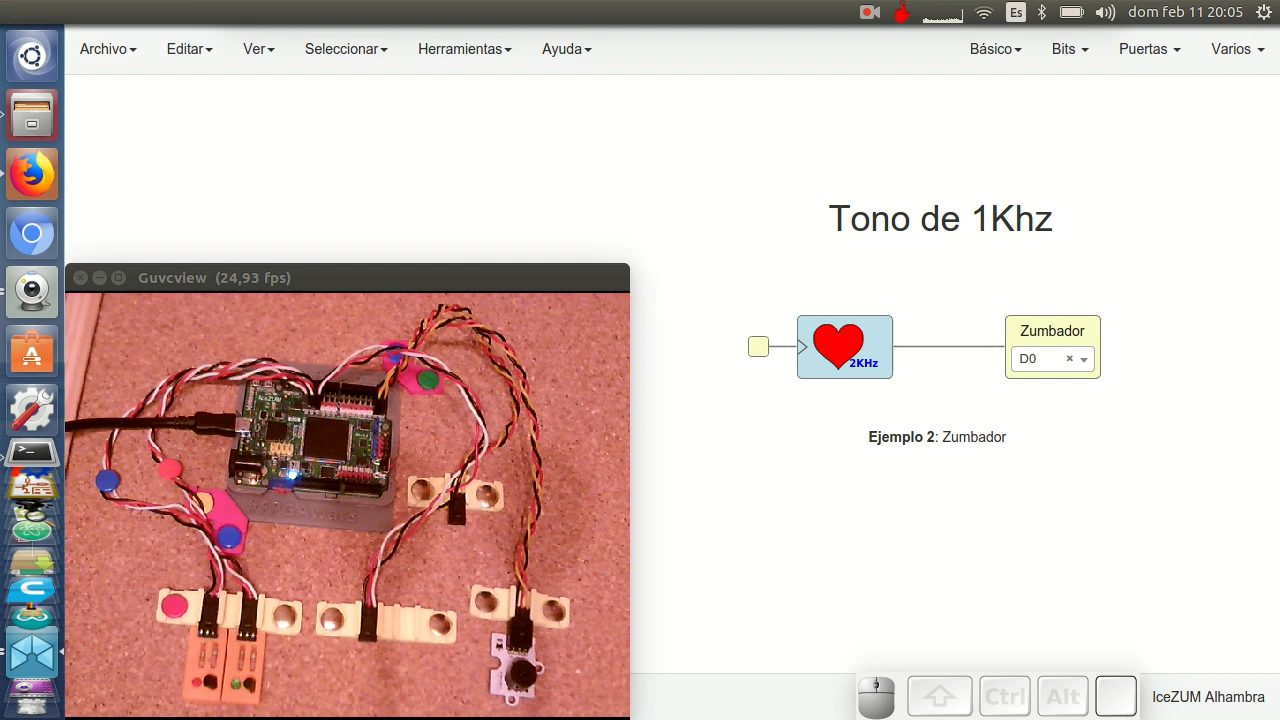 Es
dom feb 11 20:05
Archivo Editar Ver Seleccionar Herramientas Ayuda
Básico Bits Puertas Varios
Tono de 1Khz
Guvcview (24,93 fps)
2KHz
Zumbador
D0
Ejemplo 2: Zumbador
Ctrl Alt
iceZUM Alhambra